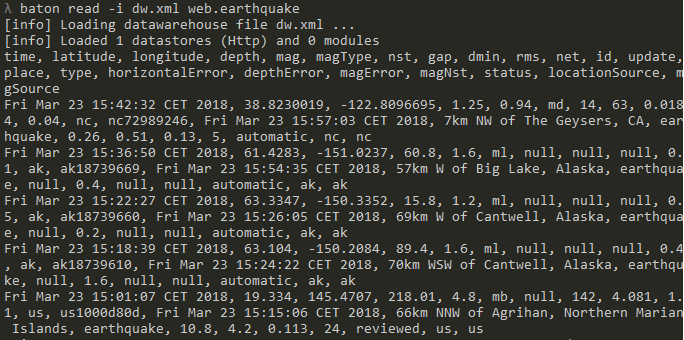 λ baton read -i dw.xml web.earthquake
[info] Loading datawarehouse file dw.xml ...
[info] Loaded 1 datastores (Http) and 0 modules
time, latitude, longitude, depth, mag, magType, nst, gap, dmin, rms, net, id, update,
place, type, horizontalError, depthError, magError, magNst, status, locationSource, m
gSource
Fri Mar 23 15:42:32 CET 2018, 38.8230019, -122.8096695, 1.25, 0.94, md, 14, 63, 0.018
4, 0.04, nc, nc72989246, Fri Mar 23 15:57:03 CET 2018, 7km NW of The Geysers, CA, ear
hquake, 0.26, 0.51, 0.13, 5, automatic, nc, nc
Fri Mar 23 15:36:50 CET 2018, 61.4283, -151.0237, 60.8, 1.6, ml, null, null, null, 0.
1, ak, ak18739669, Fri Mar 23 15:54:35 CET 2018, 57km W of Big Lake, Alaska, earthqua
e, null, 0.4, null, null, automatic, ak, ak
Fri Mar 23 15:22:27 CET 2018, 63.3347, -150.3352, 15.8, 1.2, ml, null, null, null, 0.
5, ak, ak18739660, Fri Mar 23 15:26:05 CET 2018, 69km W of Cantwell, Alaska, earthqua
e, null, 0.2, null, null, automatic, ak, ak
Fri Mar 23 15:18:39 CET 2018, 63.104, -150.2084, 89.4, 1.6, ml, null, null, null, 0.4
, ak, ak18739610, Fri Mar 23 15:24:22 CET 2018, 70km WSW of Cantwell, Alaska, earthqu
ke, null, 1.6, null, null, automatic, ak, ak
Fri Mar 23 15:01:07 CET 2018, 19.334, 145.4707, 218.01, 4.8, mb, null, 142, 4.081, 1.
1, us, us1000d80d, Fri Mar 23 15:15:06 CET 2018, 66km NNW of Agrihan, Northern Marian
Islands, earthquake, 10.8, 4.2, 0.113, 24, reviewed, us, us